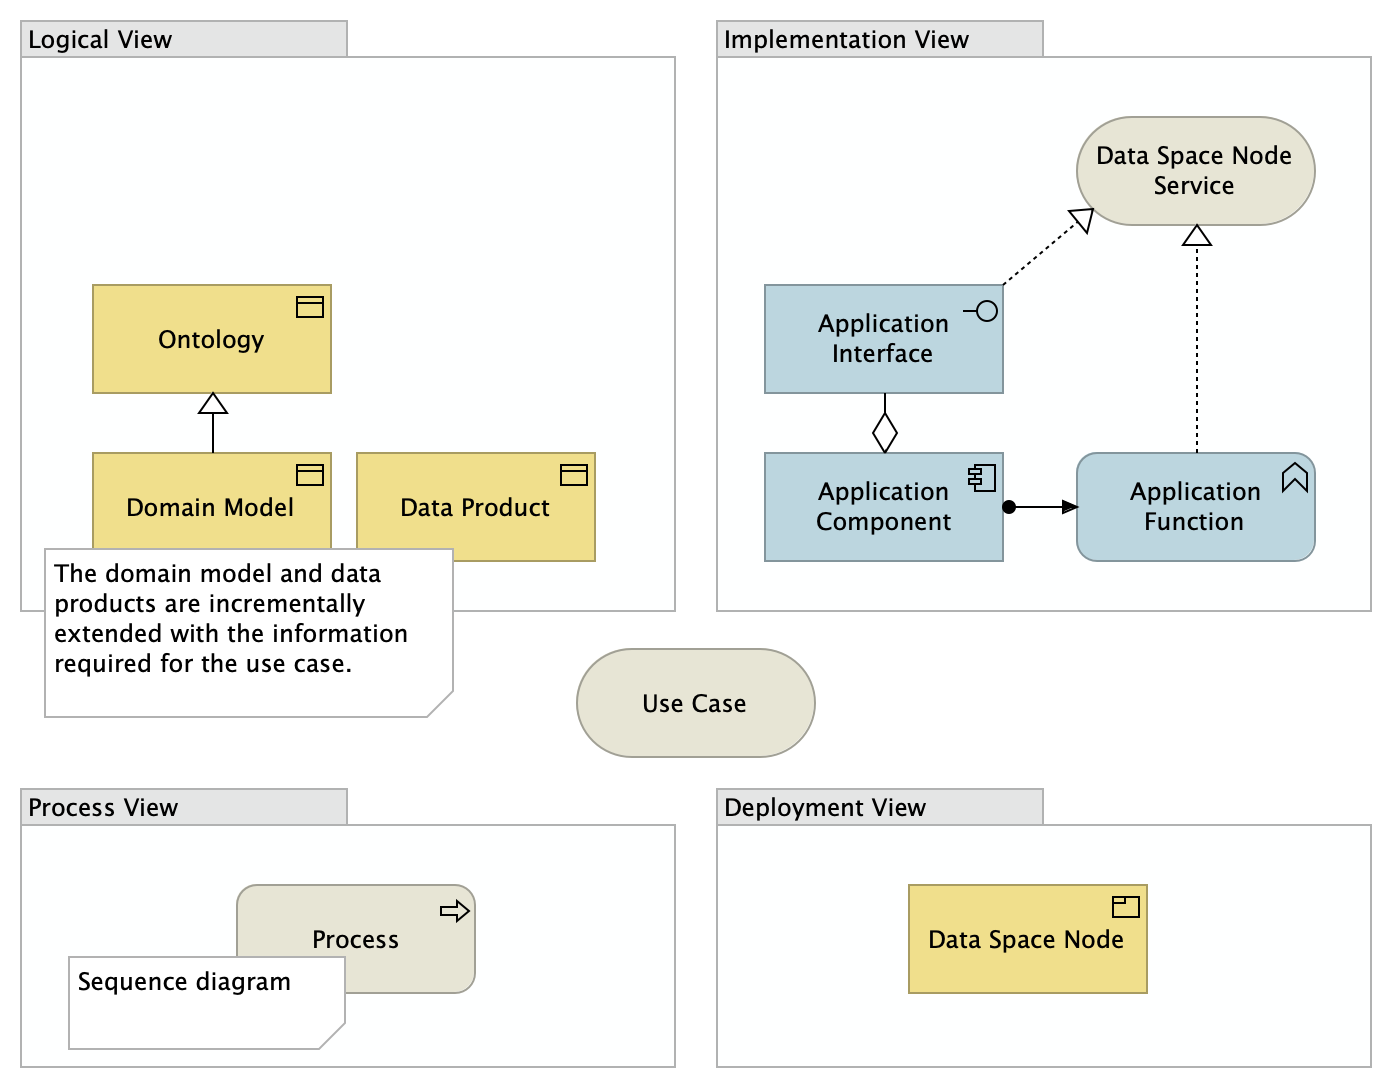 Logical View
Ontology
Domain Model
Data Product
The domain model and data
products are incrementally
extended with the information
required for the use case.
Implementation View
Data Space Node
Service
Application
Interface
Application
Component
Application
Function
Use Case
Process View
Process
Sequence diagram
Deployment View
Data Space Node